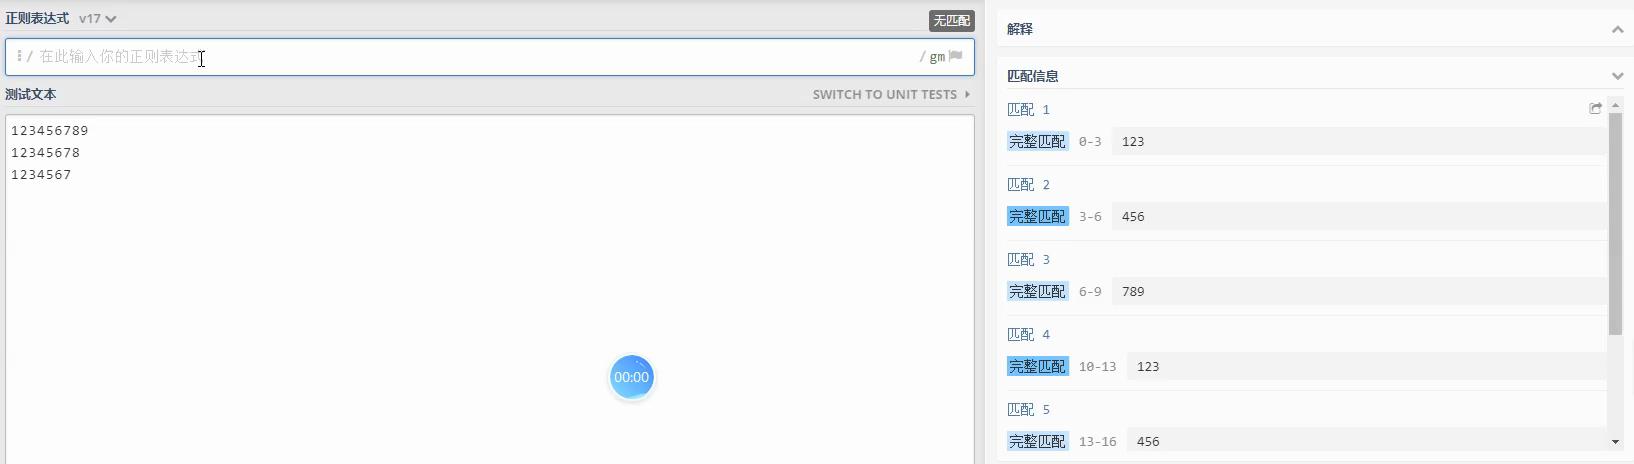 正则表达式 v17
无匹配
/ 在此输入你的正则表达式 / gm
测试文本 SWITCH TO UNIT TESTS
123456789
12345678
1234567
00:00
解释
匹配信息
匹配 1
完整匹配 0-3 123
匹配 2
完整匹配 3-6 456
匹配 3
完整匹配 6-9 789
匹配 4
完整匹配 10-13 123
匹配 5
完整匹配 13-16 456